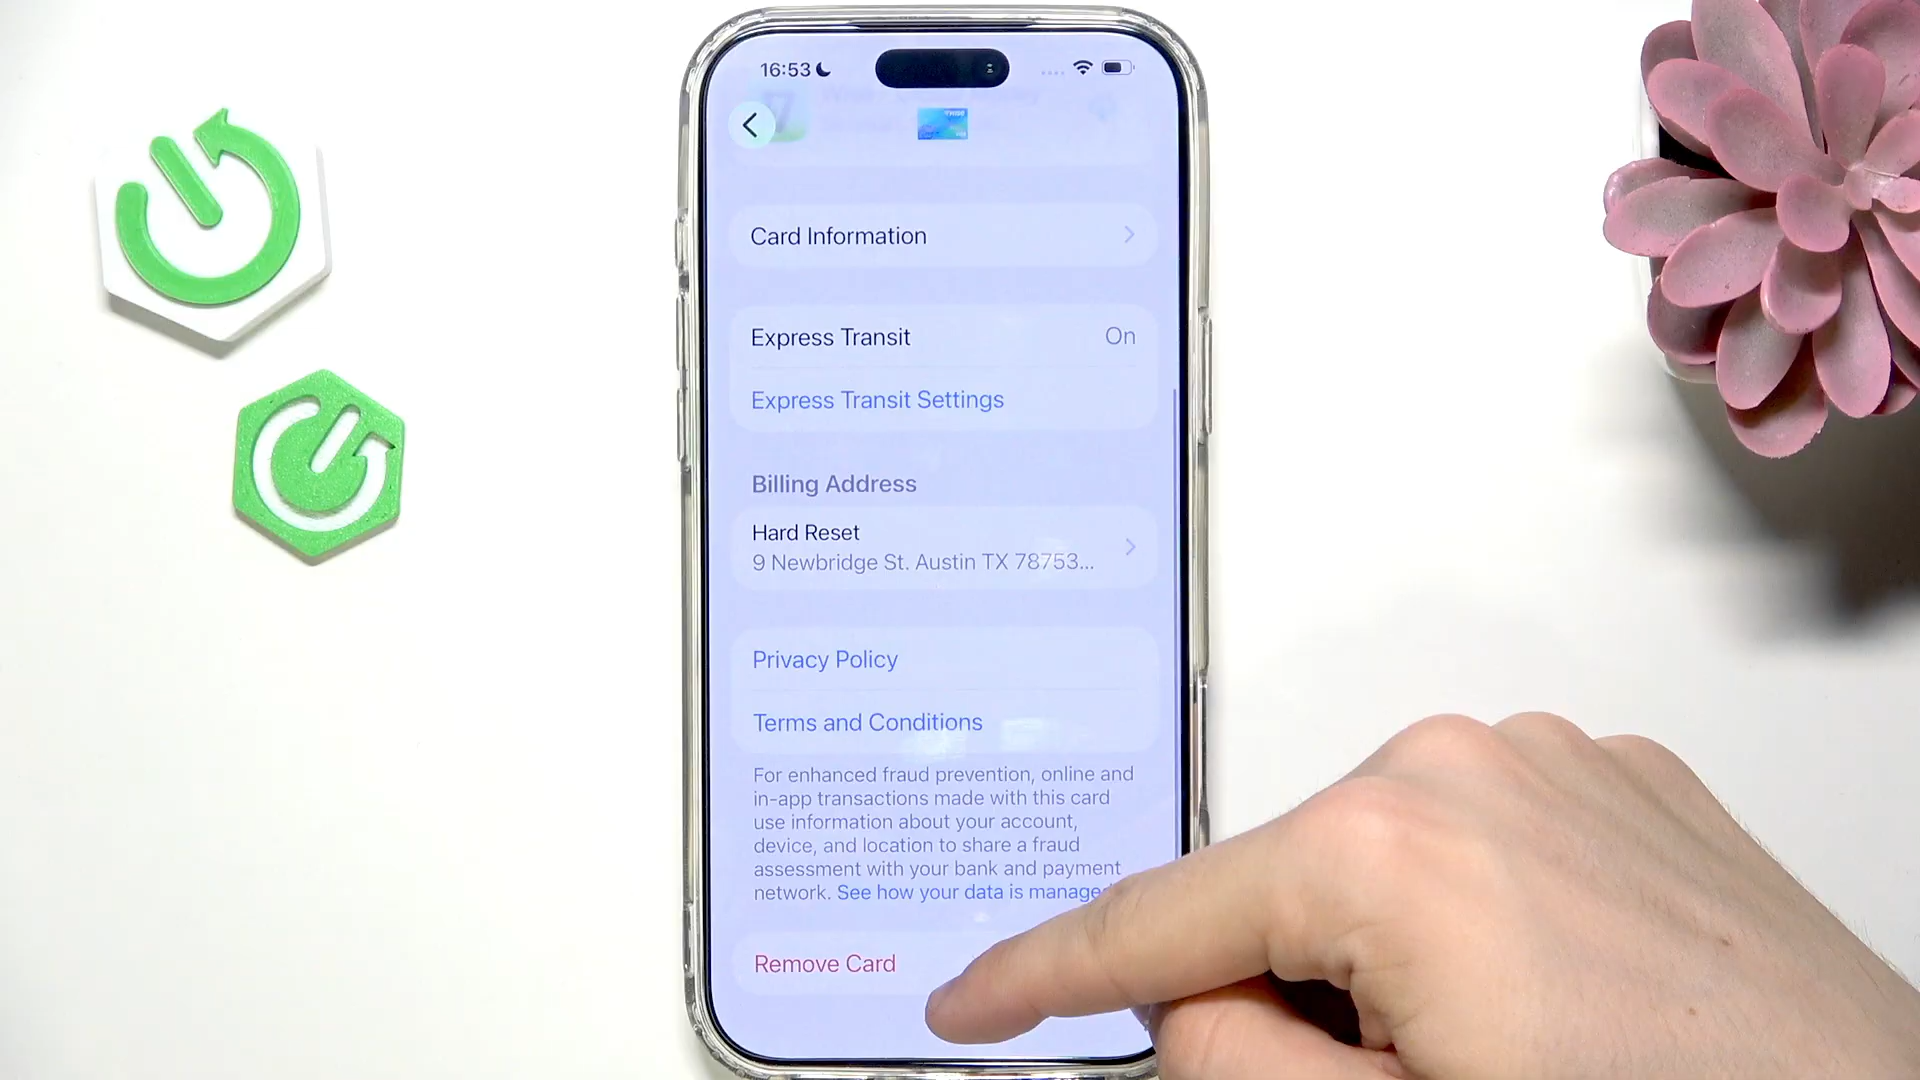 16:53
Card Information
Express Transit On
Express Transit Settings
Billing Address
Hard Reset
9 Newbridge St. Austin TX 78753...
Privacy Policy
Terms and Conditions
For enhanced fraud prevention, online and
in-app transactions made with this card
use information about your account,
device, and location to share a fraud
assessment with your bank and payment
network. See how your data is managed
Remove Card